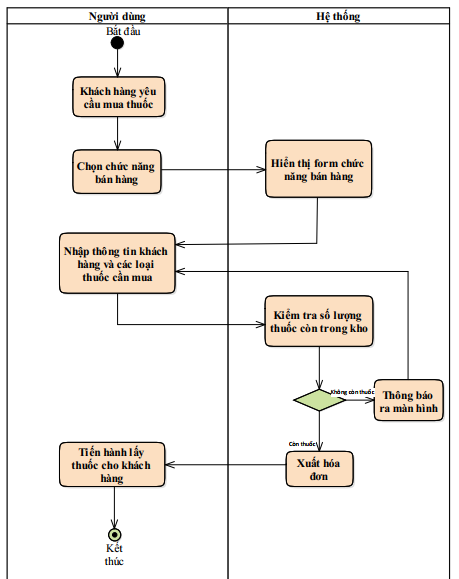 Người dùng
Hệ thống
Bắt đầu
Khách hàng yêu
cầu mua thuốc
Chọn chức năng
bán hàng
Hiển thị form chức
năng bán hàng
Nhập thông tin khách
hàng và các loại
thuốc cần mua
Kiểm tra số lượng
thuốc còn trong kho
Không còn thuốc
Thông báo
ra màn hình
Còn thuốc
Tiến hành lấy
thuốc cho khách
hàng
Xuất hóa
đơn
Kết
thúc